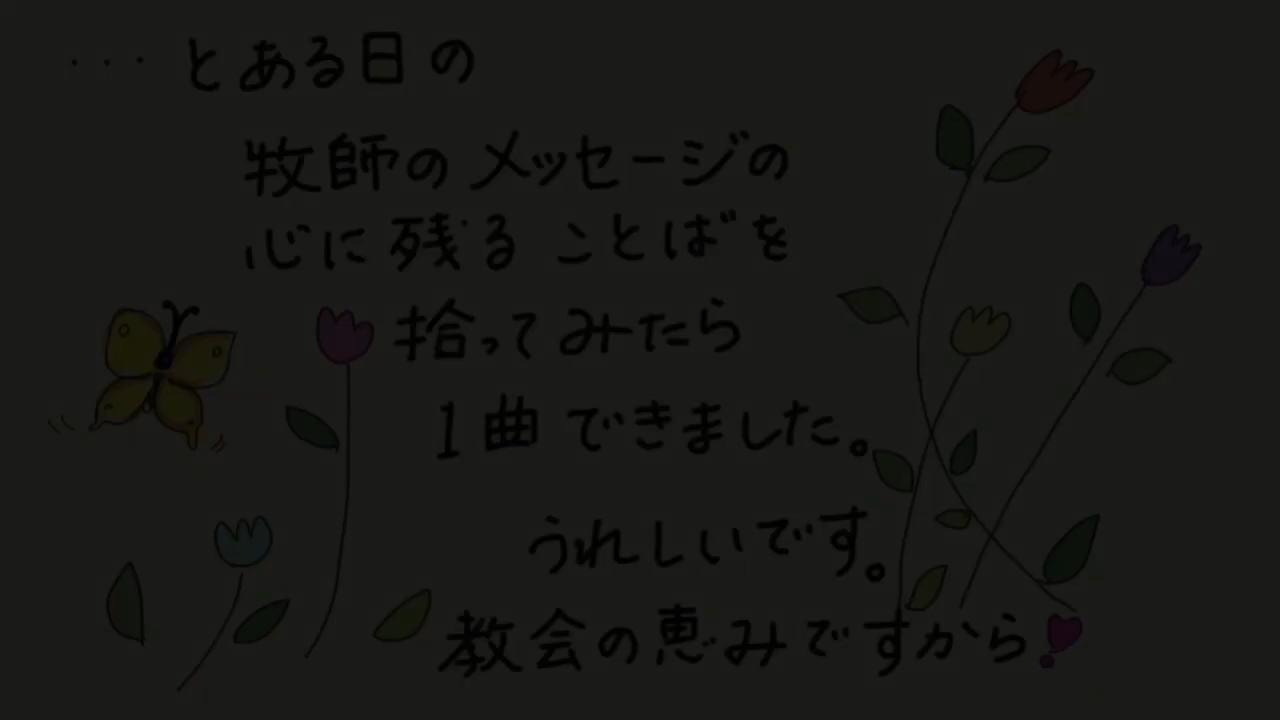 ・・・とある日の
牧師のメッセージの
心に残ることばを
拾ってみたら
1曲できました。
うれしいです。
教会の恵みですから